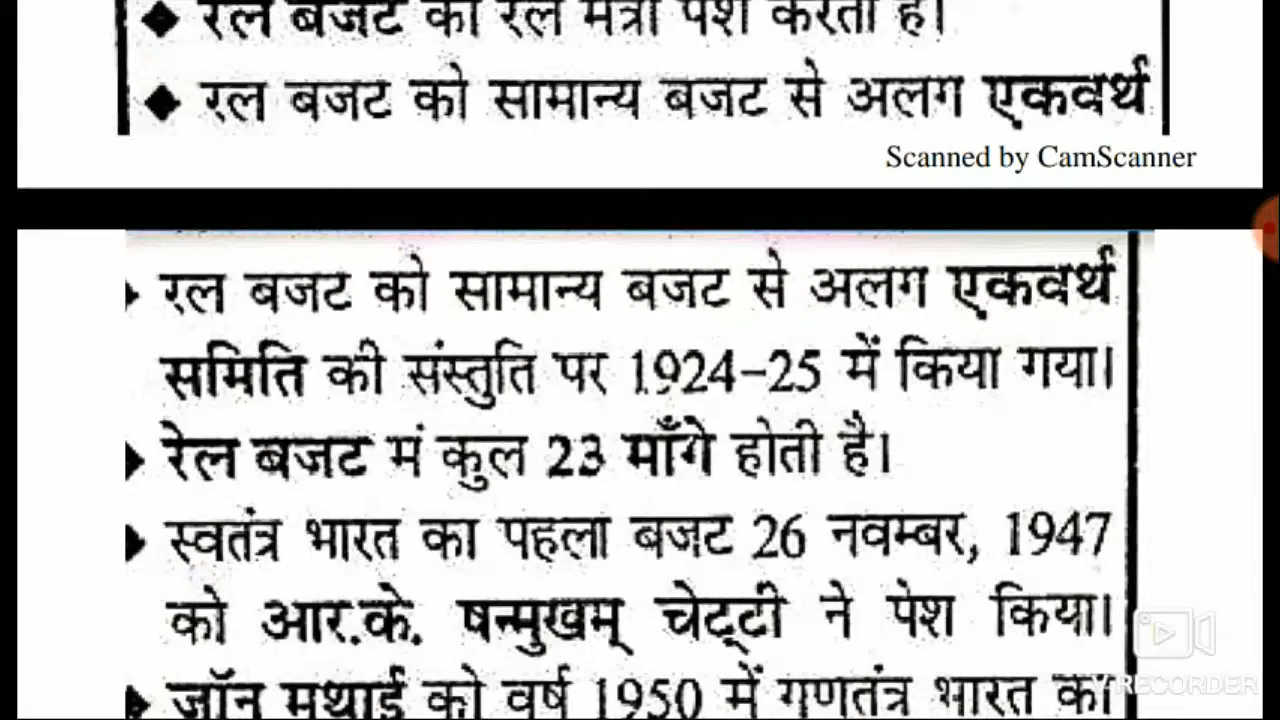 ◆ रेल बजट को रेल मंत्री पेश करता है।
◆ रेल बजट को सामान्य बजट से अलग एकवर्थ
Scanned by CamScanner
रेल बजट को सामान्य बजट से अलग एकवर्थ
समिति की संस्तुति पर 1924-25 में किया गया।
रेल बजट मं कुल 23 माँगे होती है।
स्वतंत्र भारत का पहला बजट 26 नवम्बर, 1947
को आर.के. षन्मुखम् चेट्टी ने पेश किया।
जॉन मथाई को वर्ष 1950 में गणतंत्र भारत का
V RECORDER